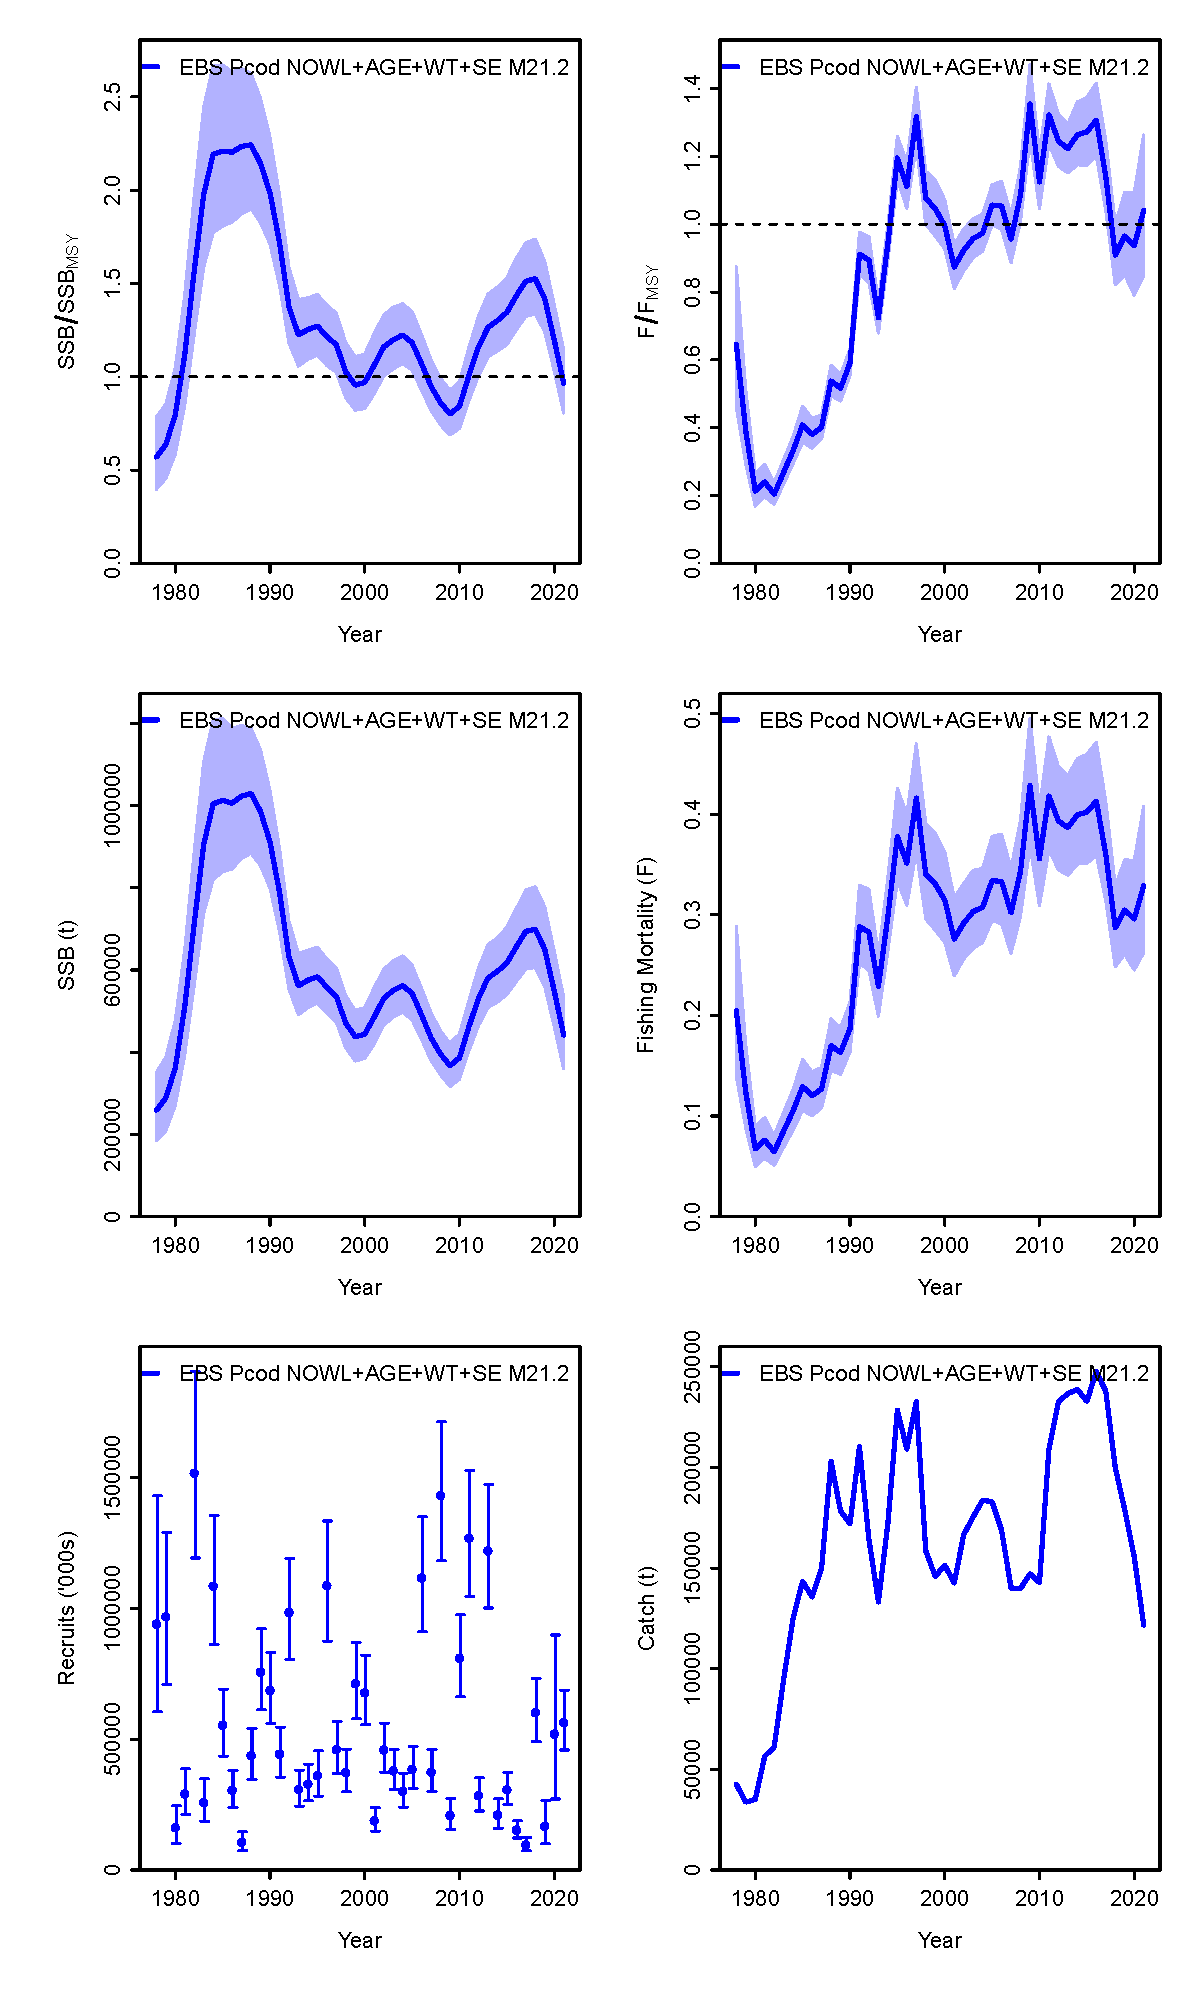 EBS Pcod NOWL+AGE+WT+SE M21.2
SSB/SSBMSY
0.0 0.5 1.0 1.5 2.0 2.5
1980 1990 2000 2010 2020
Year
EBS Pcod NOWL+AGE+WT+SE M21.2
F/FMSY
0.0 0.2 0.4 0.6 0.8 1.0 1.2 1.4
1980 1990 2000 2010 2020
Year
EBS Pcod NOWL+AGE+WT+SE M21.2
SSB (t)
0 200000 600000 1000000
1980 1990 2000 2010 2020
Year
EBS Pcod NOWL+AGE+WT+SE M21.2
Fishing Mortality (F)
0.0 0.1 0.2 0.3 0.4 0.5
1980 1990 2000 2010 2020
Year
EBS Pcod NOWL+AGE+WT+SE M21.2
Recruits ('000s)
0 500000 1000000 1500000
1980 1990 2000 2010 2020
Year
EBS Pcod NOWL+AGE+WT+SE M21.2
Catch (t)
0 50000 100000 150000 200000 250000
1980 1990 2000 2010 2020
Year